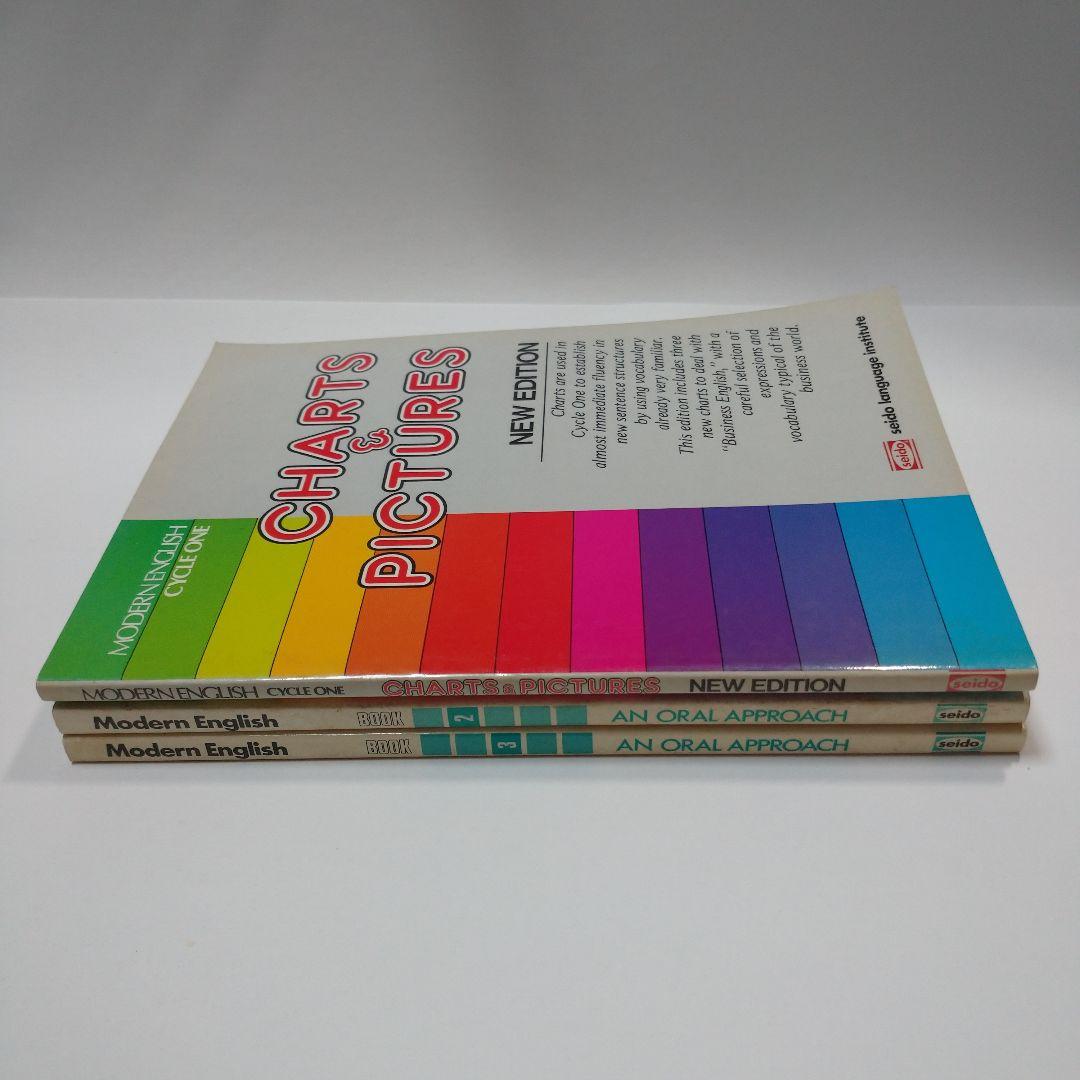 MODERN ENGLISH
CYCLE ONE
CHARTS
&
PICTURES
NEW EDITION
Charts are used in
Cycle One to establish
almost immediate fluency in
new sentence structures
by using vocabulary
already very familiar.
This edition includes three
new charts to deal with
"Business English," with a
careful selection of
expressions and
vocabulary typical of the
business world.
seido
seido language institute
MODERN ENGLISH CYCLE ONE CHARTS & PICTURES NEW EDITION seido
Modern English BOOK 2 AN ORAL APPROACH seido
Modern English BOOK 3 AN ORAL APPROACH seido